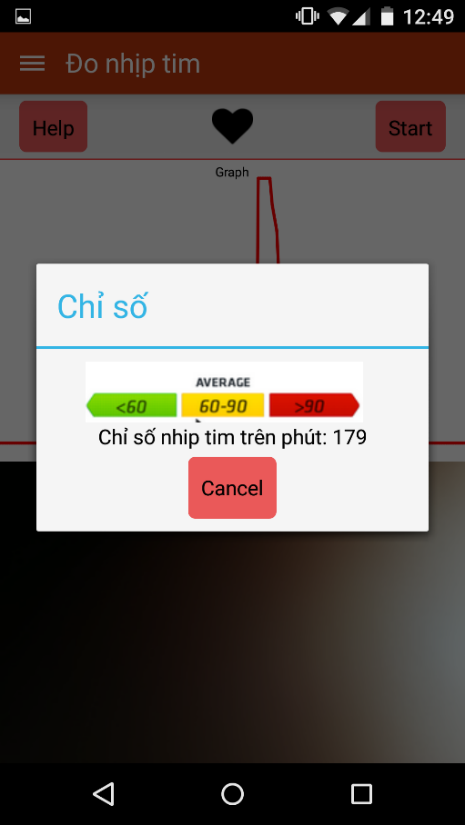 12:49
Đo nhịp tim
Help
Start
Graph
Chỉ số
AVERAGE
<60 60-90 >90
Chỉ số nhip tim trên phút: 179
Cancel